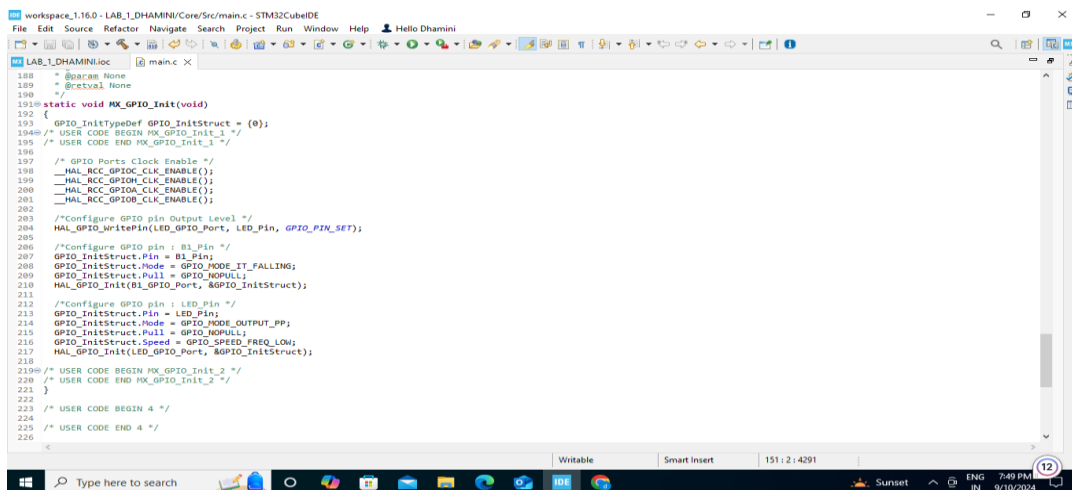 workspace_1.16.0 - LAB_1_DHAMINI/Core/Src/main.c - STM32CubeIDE
File Edit Source Refactor Navigate Search Project Run Window Help Hello Dhamini
LAB_1_DHAMINI.ioc main.c
188 * @param None
189 * @retval None
190 */
191 static void MX_GPIO_Init(void)
192 {
193 GPIO_InitTypeDef GPIO_InitStruct = {0};
194 /* USER CODE BEGIN MX_GPIO_Init_1 */
195 /* USER CODE END MX_GPIO_Init_1 */
196
197 /* GPIO Ports Clock Enable */
198 __HAL_RCC_GPIOC_CLK_ENABLE();
199 __HAL_RCC_GPIOH_CLK_ENABLE();
200 __HAL_RCC_GPIOA_CLK_ENABLE();
201 __HAL_RCC_GPIOB_CLK_ENABLE();
202
203 /*Configure GPIO pin Output Level */
204 HAL_GPIO_WritePin(LED_GPIO_Port, LED_Pin, GPIO_PIN_SET);
205
206 /*Configure GPIO pin : B1_Pin */
207 GPIO_InitStruct.Pin = B1_Pin;
208 GPIO_InitStruct.Mode = GPIO_MODE_IT_FALLING;
209 GPIO_InitStruct.Pull = GPIO_NOPULL;
210 HAL_GPIO_Init(B1_GPIO_Port, &GPIO_InitStruct);
211
212 /*Configure GPIO pin : LED_Pin */
213 GPIO_InitStruct.Pin = LED_Pin;
214 GPIO_InitStruct.Mode = GPIO_MODE_OUTPUT_PP;
215 GPIO_InitStruct.Pull = GPIO_NOPULL;
216 GPIO_InitStruct.Speed = GPIO_SPEED_FREQ_LOW;
217 HAL_GPIO_Init(LED_GPIO_Port, &GPIO_InitStruct);
218
219 /* USER CODE BEGIN MX_GPIO_Init_2 */
220 /* USER CODE END MX_GPIO_Init_2 */
221 }
222
223 /* USER CODE BEGIN 4 */
224
225 /* USER CODE END 4 */
226
Writable Smart Insert 151 : 2 : 4291
Type here to search IDE Sunset ENG 7:49 PM 12
IN 9/10/2024